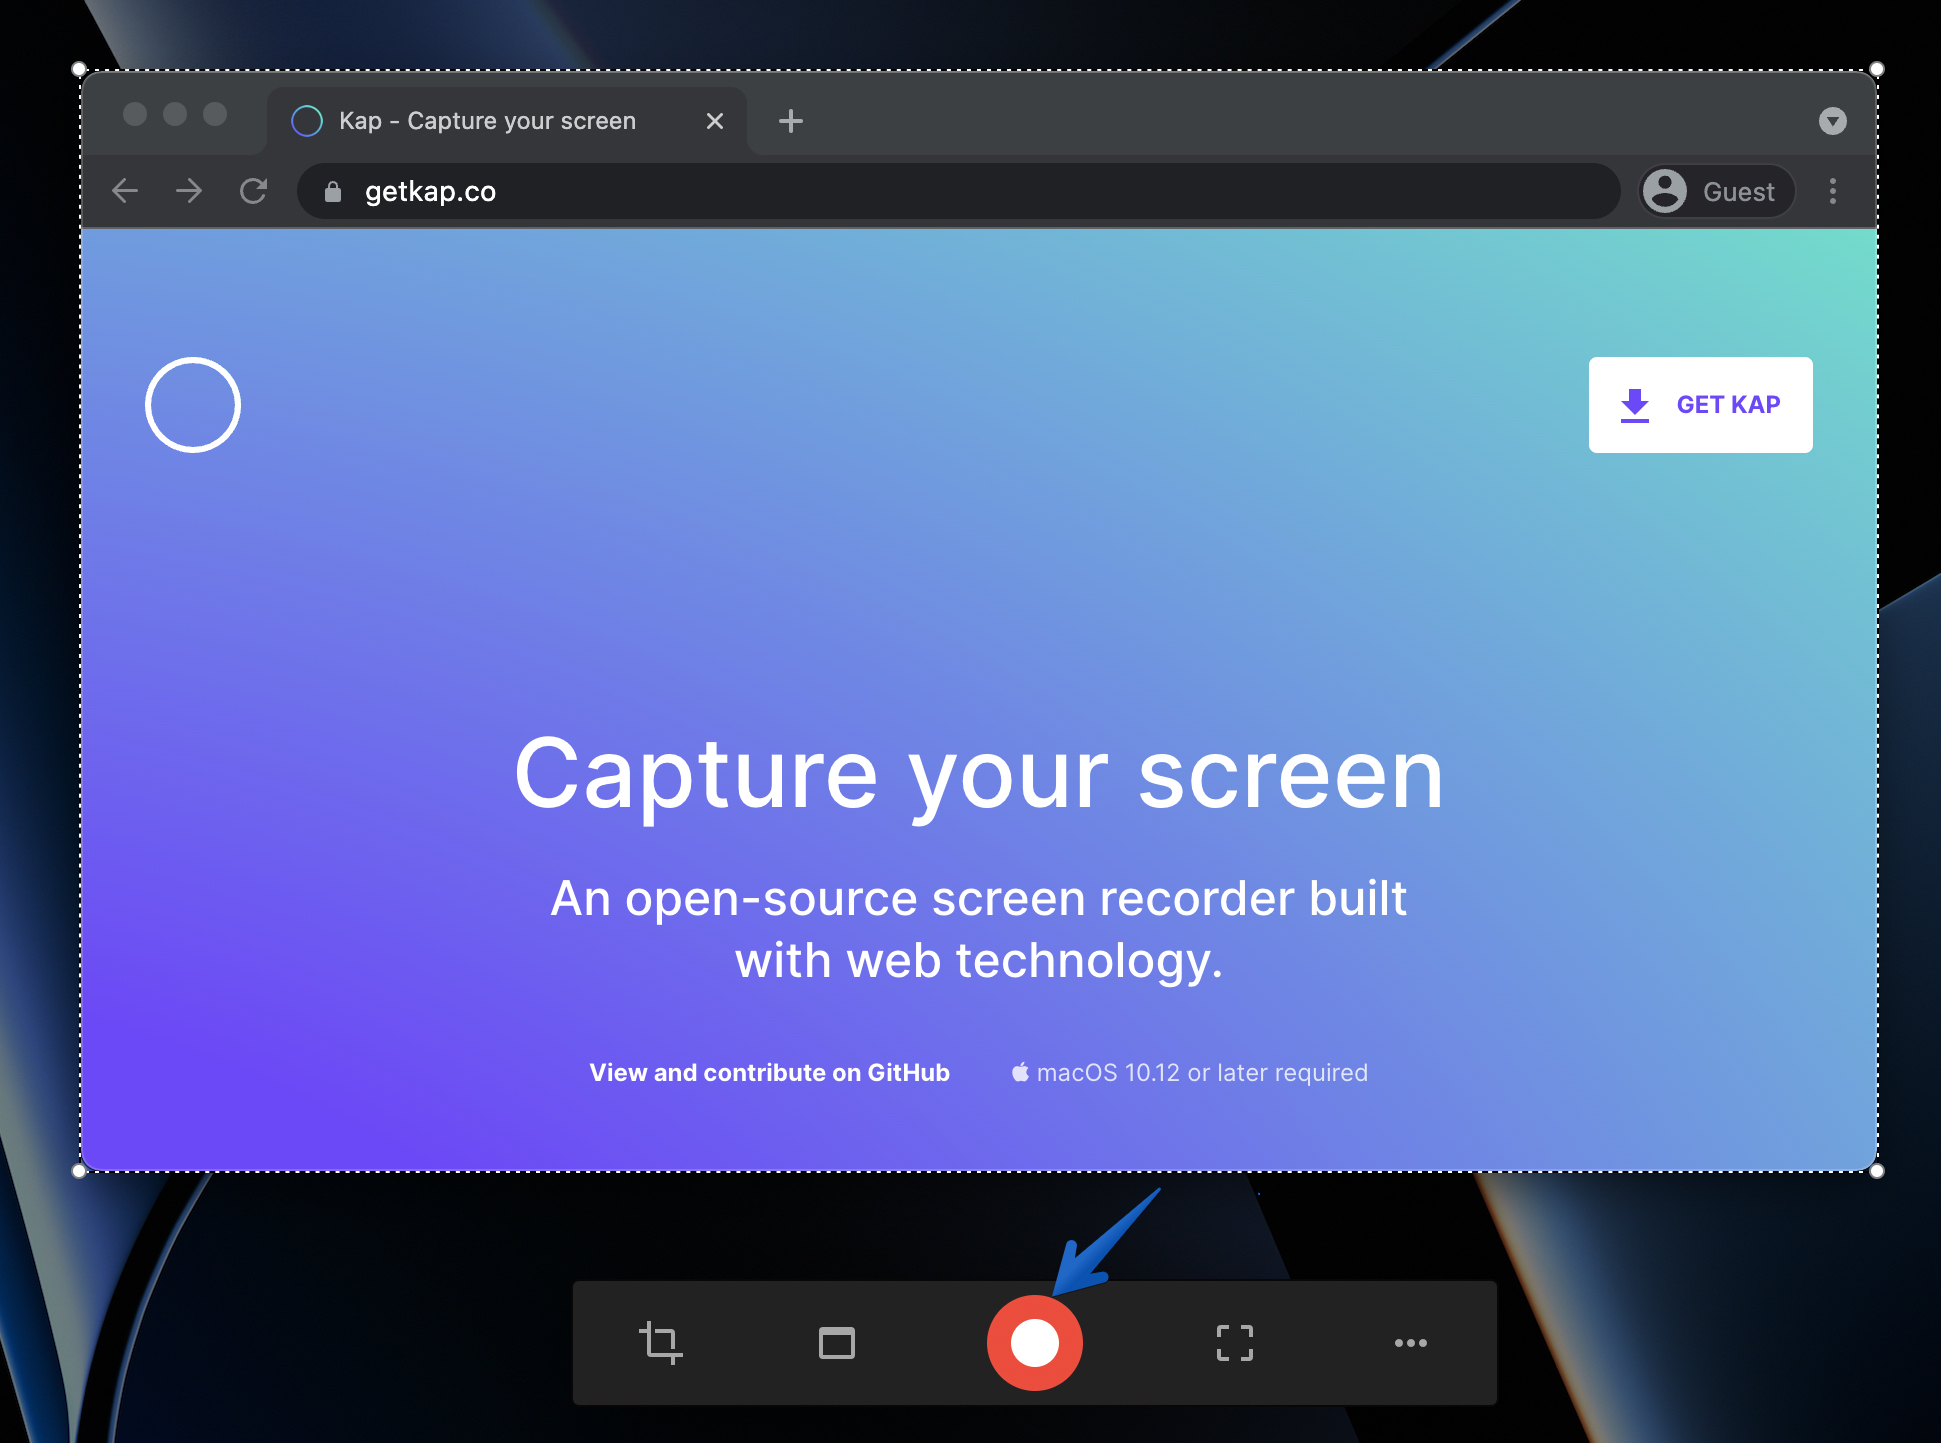 Kap - Capture your screen
getkap.co
Guest
GET KAP
Capture your screen
An open-source screen recorder built
with web technology.
View and contribute on GitHub
macOS 10.12 or later required